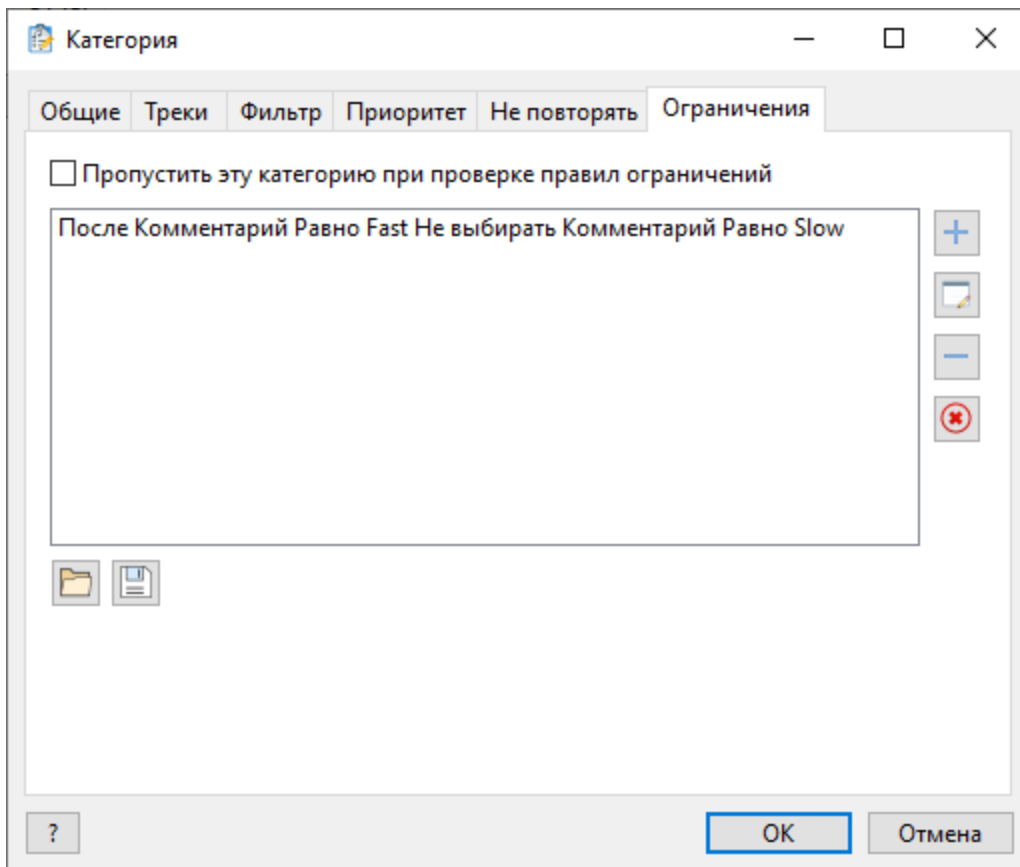 Категория
Общие Треки Фильтр Приоритет Не повторять Ограничения
Пропустить эту категорию при проверке правил ограничений
После Комментарий Равно Fast Не выбирать Комментарий Равно Slow
? OK Отмена